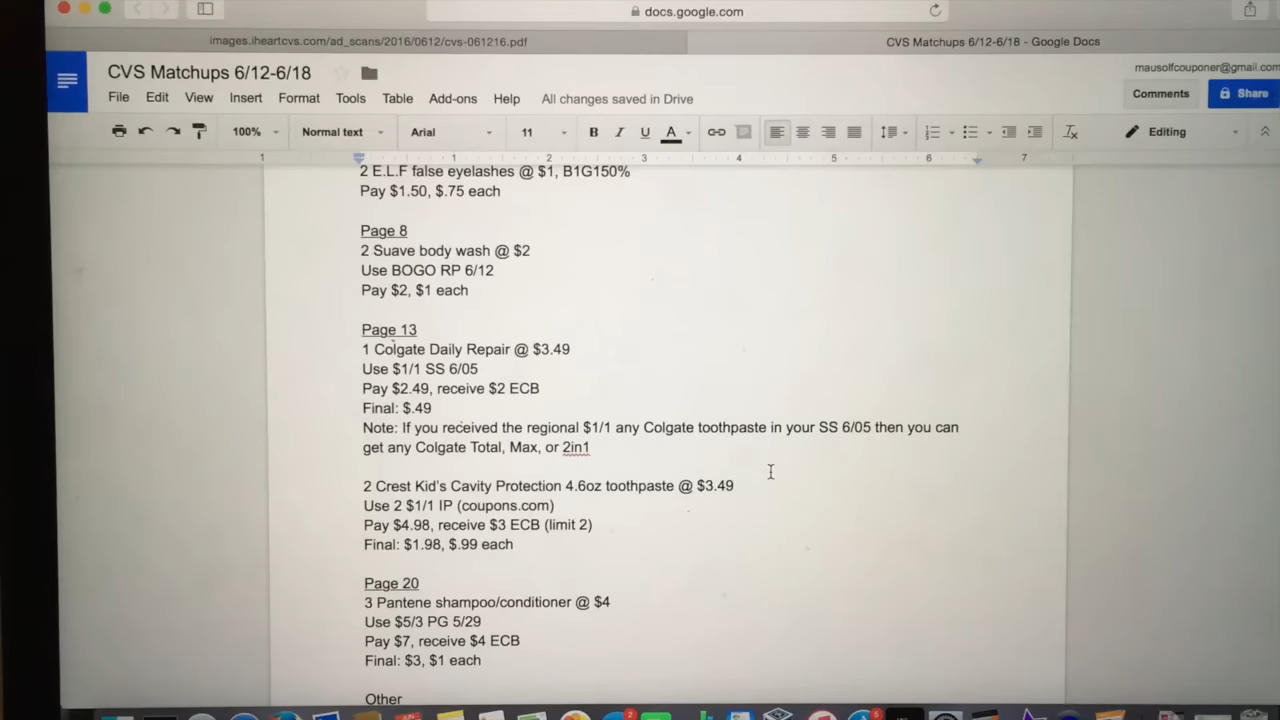 docs.google.com
images.iheartcvs.com/ad_scans/2016/0612/cvs-061216.pdf
CVS Matchups 6/12-6/18 - Google Docs
CVS Matchups 6/12-6/18
mausolfcouponer@gmail.com
File Edit View Insert Format Tools Table Add-ons Help All changes saved in Drive
Comments
Share
100% Normal text Arial 11 B I U A Editing
1 1 2 3 4 5 6 7
2 E.L.F false eyelashes @ $1, B1G150%
Pay $1.50, $.75 each
Page 8
2 Suave body wash @ $2
Use BOGO RP 6/12
Pay $2, $1 each
Page 13
1 Colgate Daily Repair @ $3.49
Use $1/1 SS 6/05
Pay $2.49, receive $2 ECB
Final: $.49
Note: If you received the regional $1/1 any Colgate toothpaste in your SS 6/05 then you can
get any Colgate Total, Max, or 2in1
2 Crest Kid's Cavity Protection 4.6oz toothpaste @ $3.49
Use 2 $1/1 IP (coupons.com)
Pay $4.98, receive $3 ECB (limit 2)
Final: $1.98, $.99 each
Page 20
3 Pantene shampoo/conditioner @ $4
Use $5/3 PG 5/29
Pay $7, receive $4 ECB
Final: $3, $1 each
Other